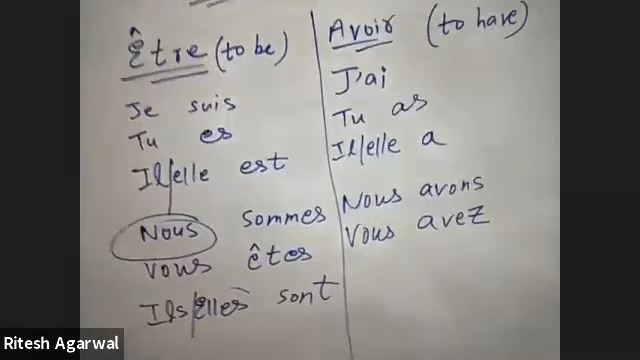 Être (to be)
Je suis
Tu es
Il/elle est
Nous sommes
Vous êtes
Ils/elles sont
Avoir (to have)
J'ai
Tu as
Il/elle a
Nous avons
Vous avez
Ritesh Agarwal